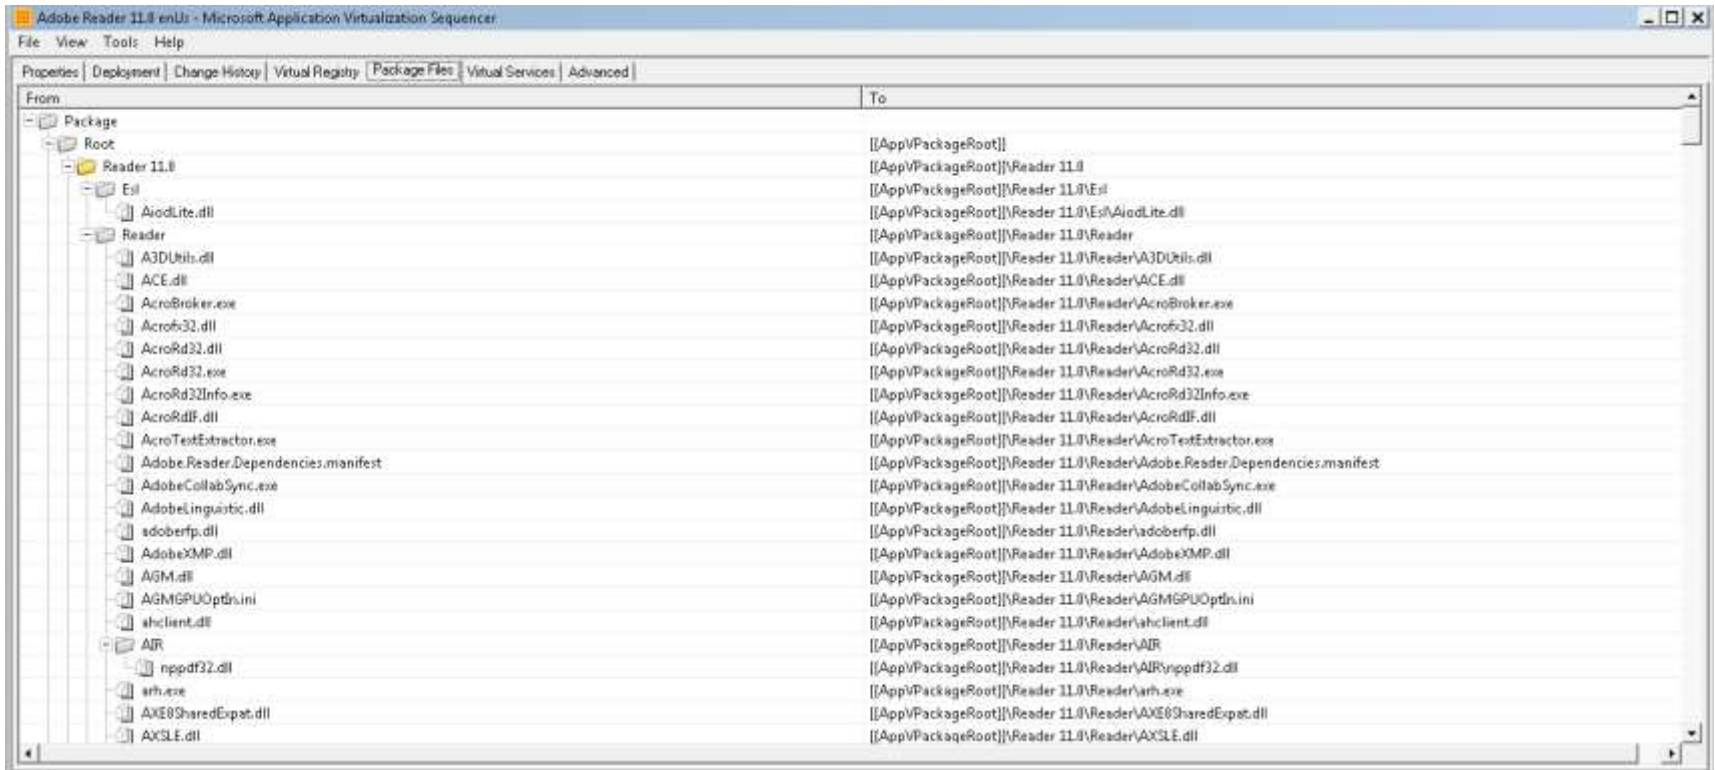 Adobe Reader 11.0 enUs - Microsoft Application Virtualization Sequencer
File View Tools Help
Properties Deployment Change History Virtual Registry Package Files Virtual Services Advanced
From To
Package
Root [{AppVPackageRoot}]
Reader 11.0 [{AppVPackageRoot}]\Reader 11.0
Esl [{AppVPackageRoot}]\Reader 11.0\Esl
AiodLite.dll [{AppVPackageRoot}]\Reader 11.0\Esl\AiodLite.dll
Reader [{AppVPackageRoot}]\Reader 11.0\Reader
A3DUtils.dll [{AppVPackageRoot}]\Reader 11.0\Reader\A3DUtils.dll
ACE.dll [{AppVPackageRoot}]\Reader 11.0\Reader\ACE.dll
AcroBroker.exe [{AppVPackageRoot}]\Reader 11.0\Reader\AcroBroker.exe
Acrofx32.dll [{AppVPackageRoot}]\Reader 11.0\Reader\Acrofx32.dll
AcroRd32.dll [{AppVPackageRoot}]\Reader 11.0\Reader\AcroRd32.dll
AcroRd32.exe [{AppVPackageRoot}]\Reader 11.0\Reader\AcroRd32.exe
AcroRd32Info.exe [{AppVPackageRoot}]\Reader 11.0\Reader\AcroRd32Info.exe
AcroRdIF.dll [{AppVPackageRoot}]\Reader 11.0\Reader\AcroRdIF.dll
AcroTextExtractor.exe [{AppVPackageRoot}]\Reader 11.0\Reader\AcroTextExtractor.exe
Adobe.Reader.Dependencies.manifest [{AppVPackageRoot}]\Reader 11.0\Reader\Adobe.Reader.Dependencies.manifest
AdobeCollabSync.exe [{AppVPackageRoot}]\Reader 11.0\Reader\AdobeCollabSync.exe
AdobeLinguistic.dll [{AppVPackageRoot}]\Reader 11.0\Reader\AdobeLinguistic.dll
adoberfp.dll [{AppVPackageRoot}]\Reader 11.0\Reader\adoberfp.dll
AdobeXMP.dll [{AppVPackageRoot}]\Reader 11.0\Reader\AdobeXMP.dll
AGM.dll [{AppVPackageRoot}]\Reader 11.0\Reader\AGM.dll
AGMGPUOptIn.ini [{AppVPackageRoot}]\Reader 11.0\Reader\AGMGPUOptIn.ini
ahclient.dll [{AppVPackageRoot}]\Reader 11.0\Reader\ahclient.dll
AIR [{AppVPackageRoot}]\Reader 11.0\Reader\AIR
nppdf32.dll [{AppVPackageRoot}]\Reader 11.0\Reader\AIR\nppdf32.dll
arh.exe [{AppVPackageRoot}]\Reader 11.0\Reader\arh.exe
AXE8SharedExpat.dll [{AppVPackageRoot}]\Reader 11.0\Reader\AXE8SharedExpat.dll
AXSLE.dll [{AppVPackageRoot}]\Reader 11.0\Reader\AXSLE.dll